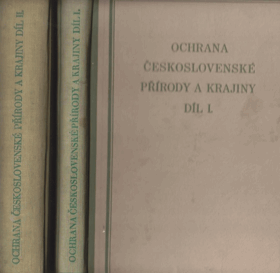 OCHRANA ČESKOSLOVENSKÉ PŘÍRODY A KRAJINY DÍL II.
OCHRANA ČESKOSLOVENSKÉ PŘÍRODY A KRAJINY DÍL I.
OCHRANA
ČESKOSLOVENSKÉ
PŘÍRODY A KRAJINY
DÍL I.